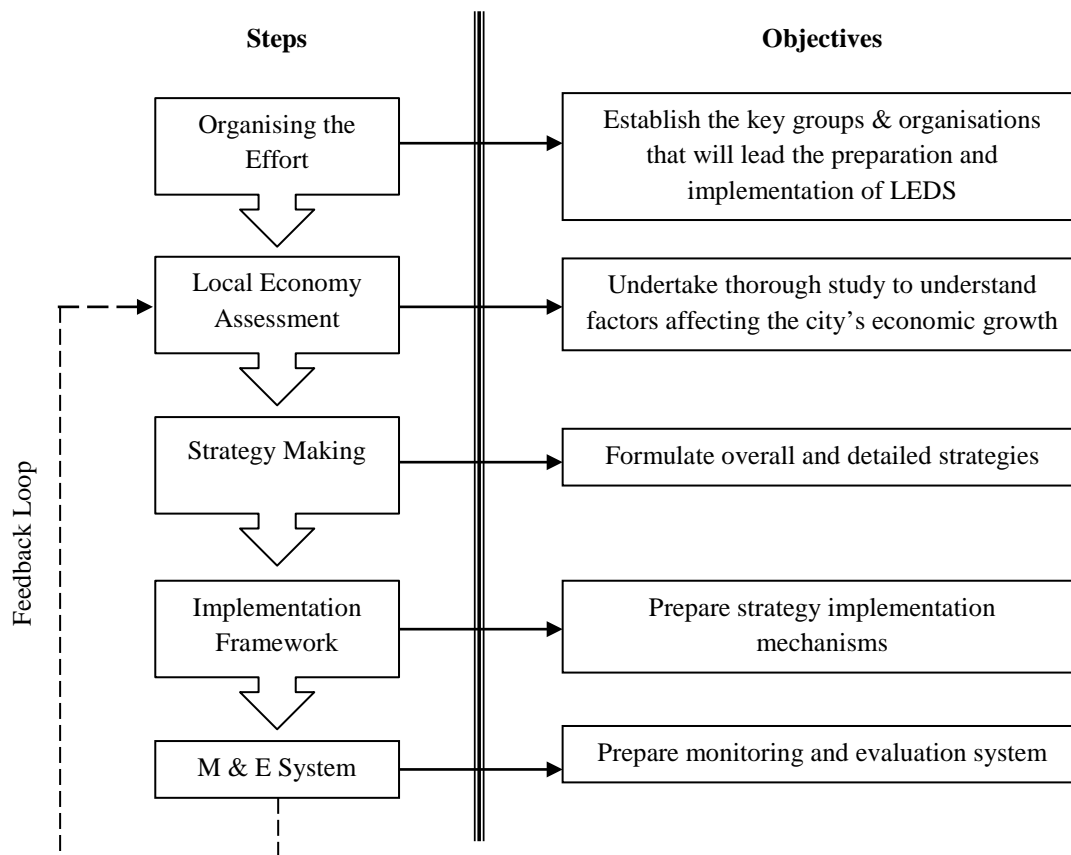 Steps
Objectives
Organising the
Effort
Establish the key groups & organisations
that will lead the preparation and
implementation of LEDS
Local Economy
Assessment
Undertake thorough study to understand
factors affecting the city’s economic growth
Strategy Making
Formulate overall and detailed strategies
Implementation
Framework
Prepare strategy implementation
mechanisms
M & E System
Prepare monitoring and evaluation system
Feedback Loop